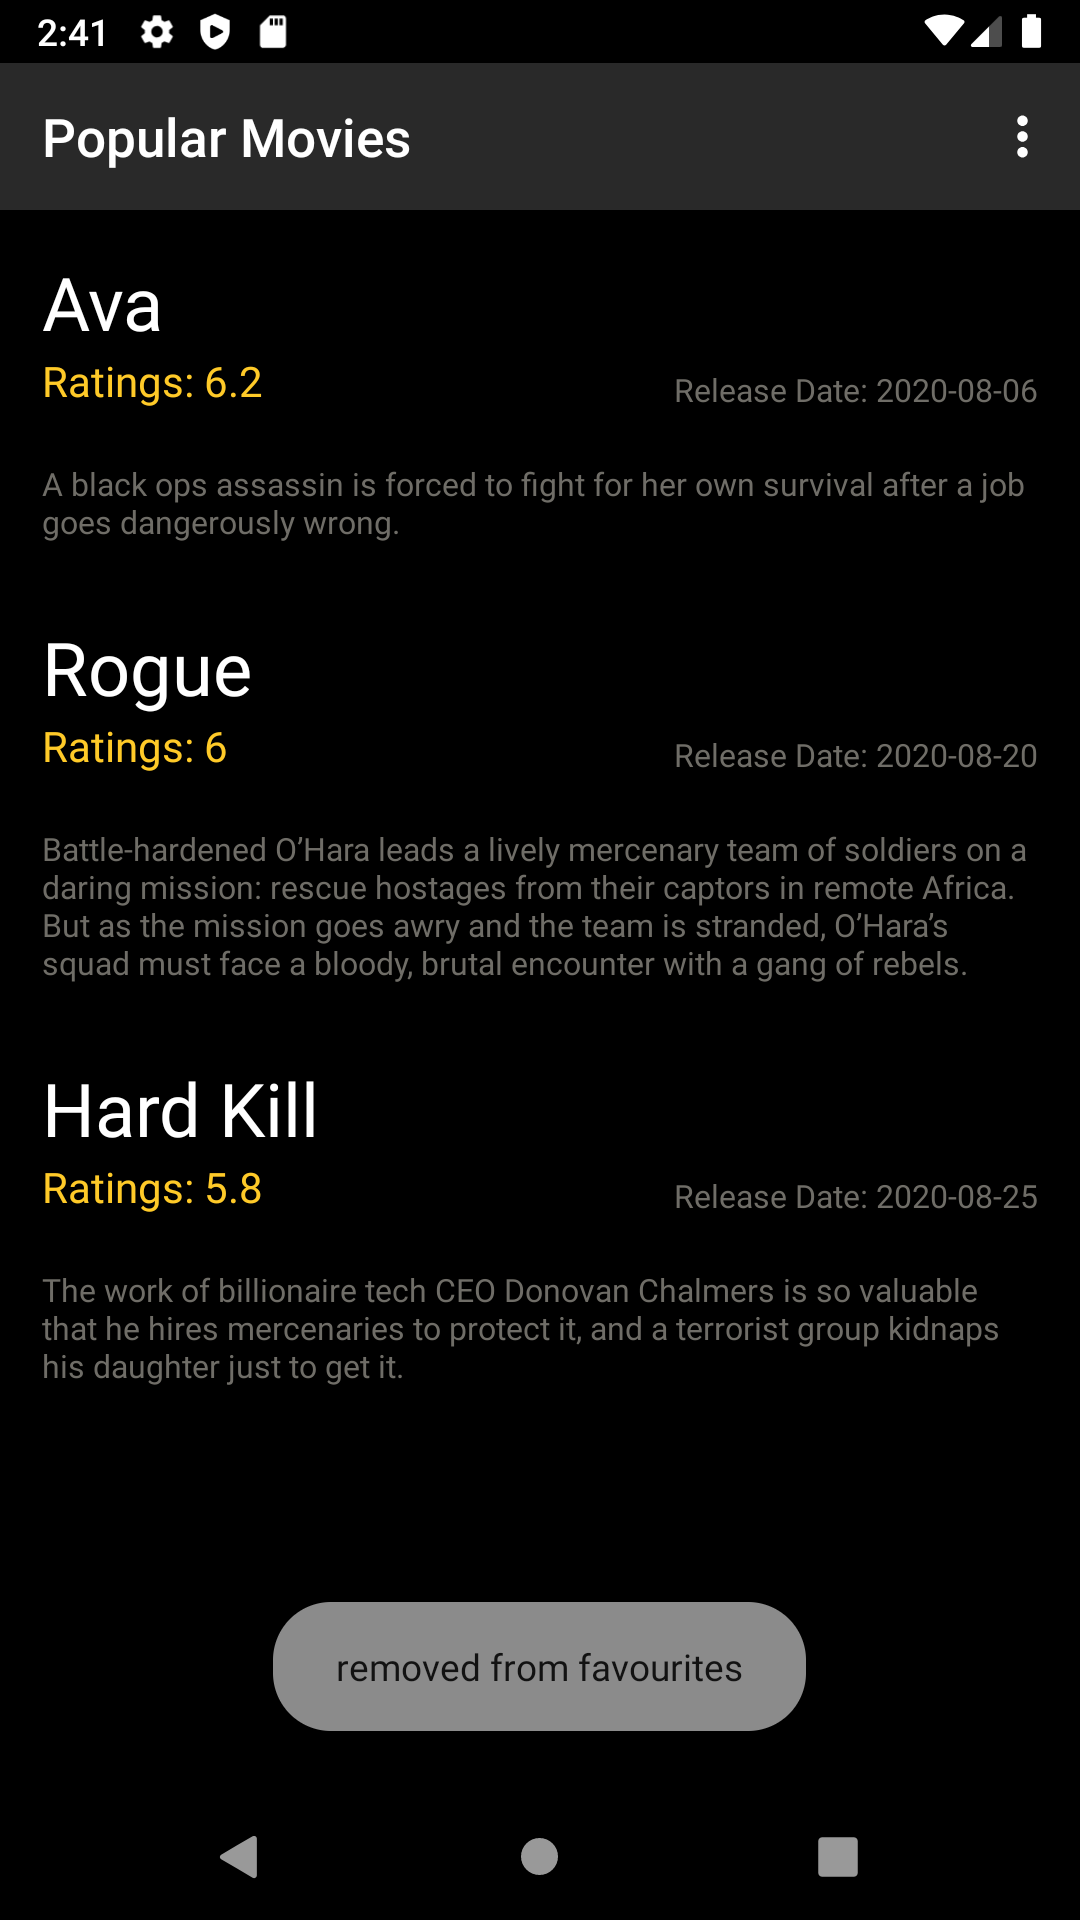 2:41
Popular Movies
Ava
Ratings: 6.2
Release Date: 2020-08-06
A black ops assassin is forced to fight for her own survival after a job
goes dangerously wrong.
Rogue
Ratings: 6
Release Date: 2020-08-20
Battle-hardened O’Hara leads a lively mercenary team of soldiers on a
daring mission: rescue hostages from their captors in remote Africa.
But as the mission goes awry and the team is stranded, O’Hara’s
squad must face a bloody, brutal encounter with a gang of rebels.
Hard Kill
Ratings: 5.8
Release Date: 2020-08-25
The work of billionaire tech CEO Donovan Chalmers is so valuable
that he hires mercenaries to protect it, and a terrorist group kidnaps
his daughter just to get it.
removed from favourites